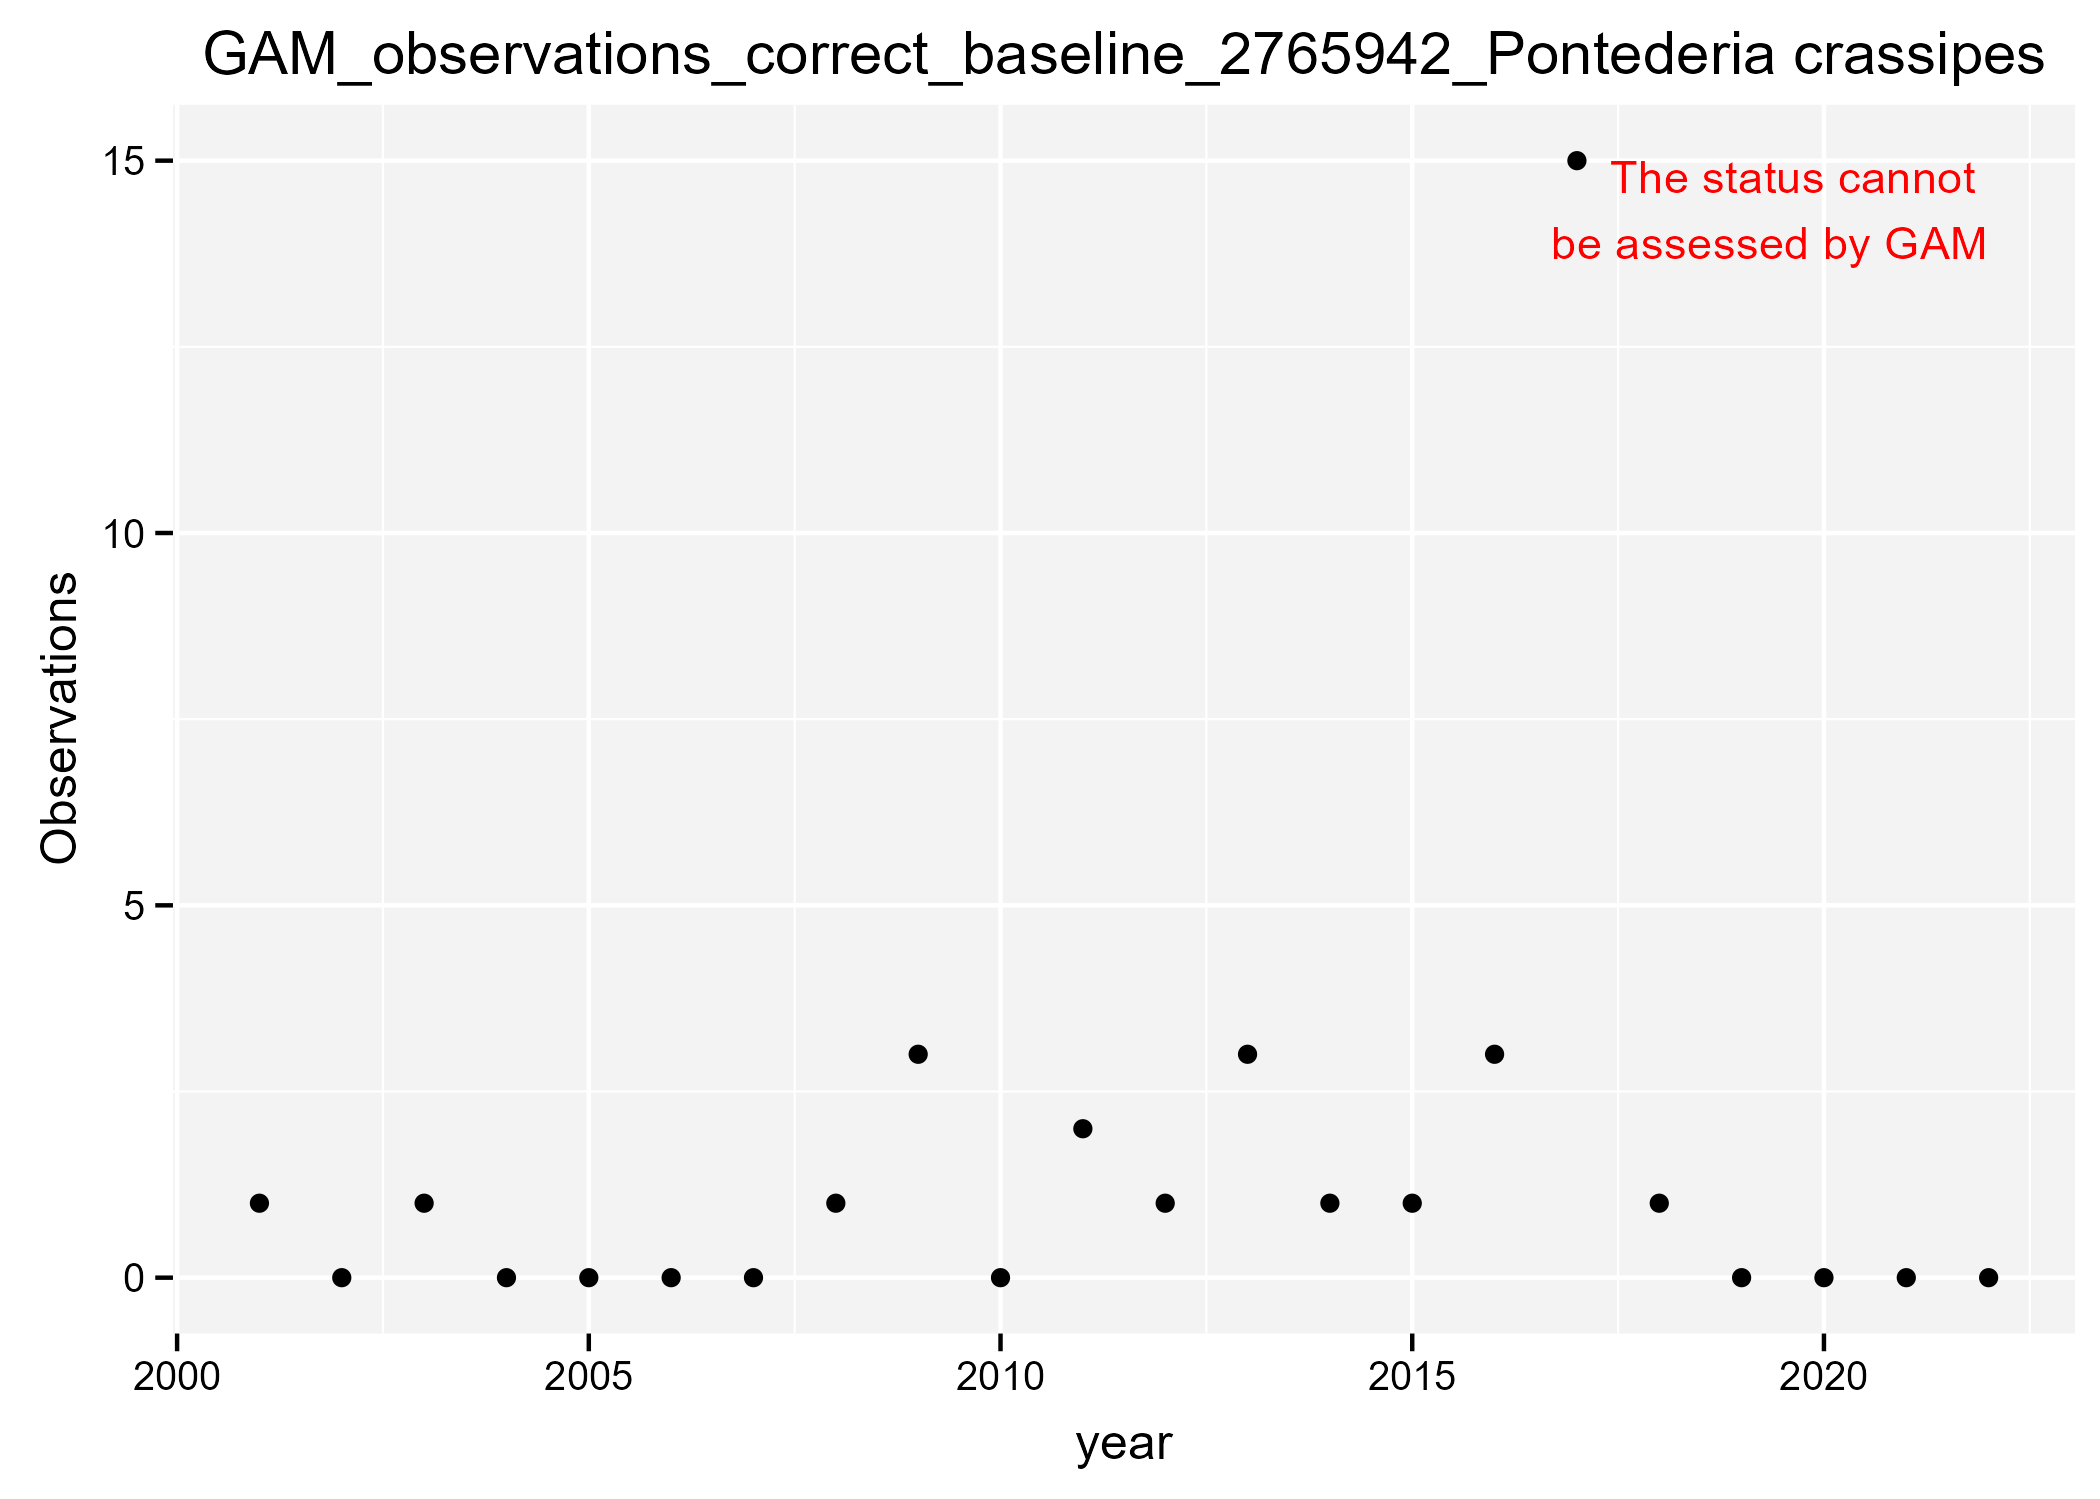 GAM_observations_correct_baseline_2765942_Pontederia crassipes
15
The status cannot
be assessed by GAM
10
Observations
5
0
2000 2005 2010 2015 2020
year